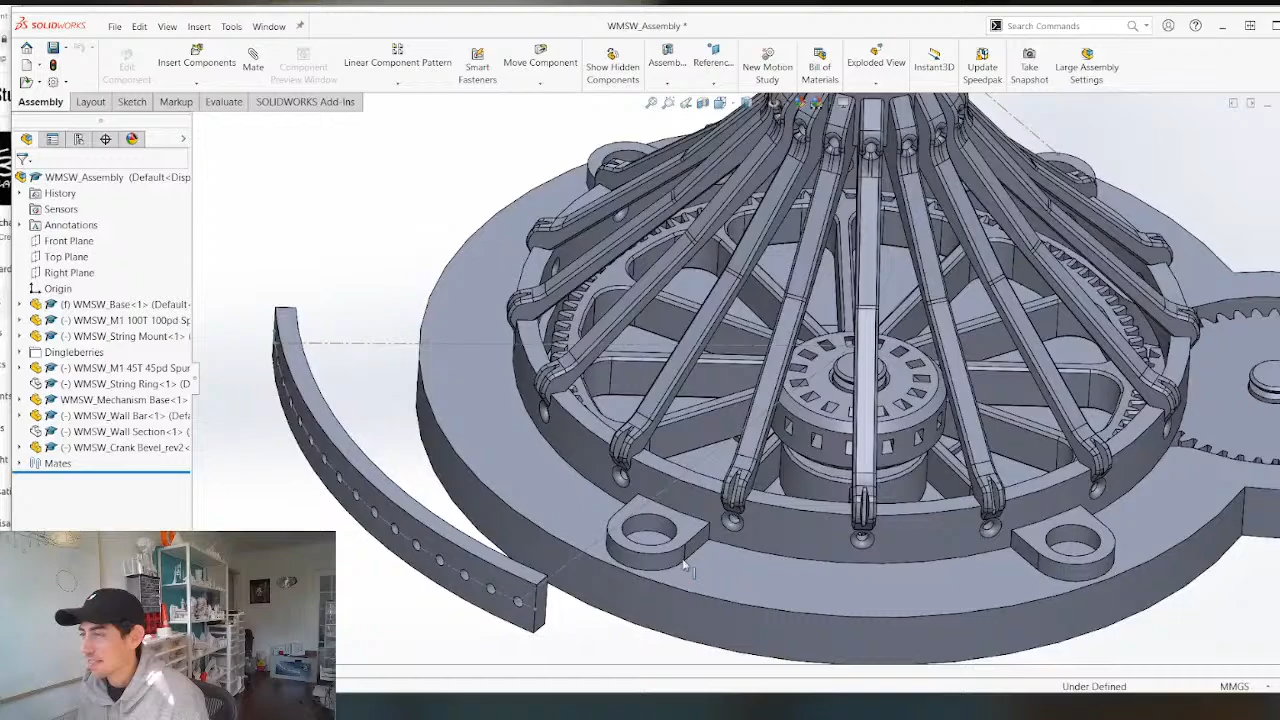 SOLIDWORKS File Edit View Insert Tools Window WMSW_Assembly * Search Commands
Edit Component Insert Components Mate Component Preview Window Linear Component Pattern Smart Fasteners Move Component Show Hidden Components Assemb... Referenc... New Motion Study Bill of Materials Exploded View Instant3D Update Speedpak Take Snapshot Large Assembly Settings
Assembly Layout Sketch Markup Evaluate SOLIDWORKS Add-Ins
WMSW_Assembly (Default<Disp
History
Sensors
Annotations
Front Plane
Top Plane
Right Plane
Origin
(f) WMSW_Base<1> (Default-
(-) WMSW_M1 100T 100pd Sp
(-) WMSW_String Mount<1>
Dingleberries
(-) WMSW_M1 45T 45pd Spur
(-) WMSW_String Ring<1> (D
WMSW_Mechanism Base<1>
(-) WMSW_Wall Bar<1> (Defa
(-) WMSW_Wall Section<1> (
(-) WMSW_Crank Bevel_rev2<
Mates
Under Defined MMGS